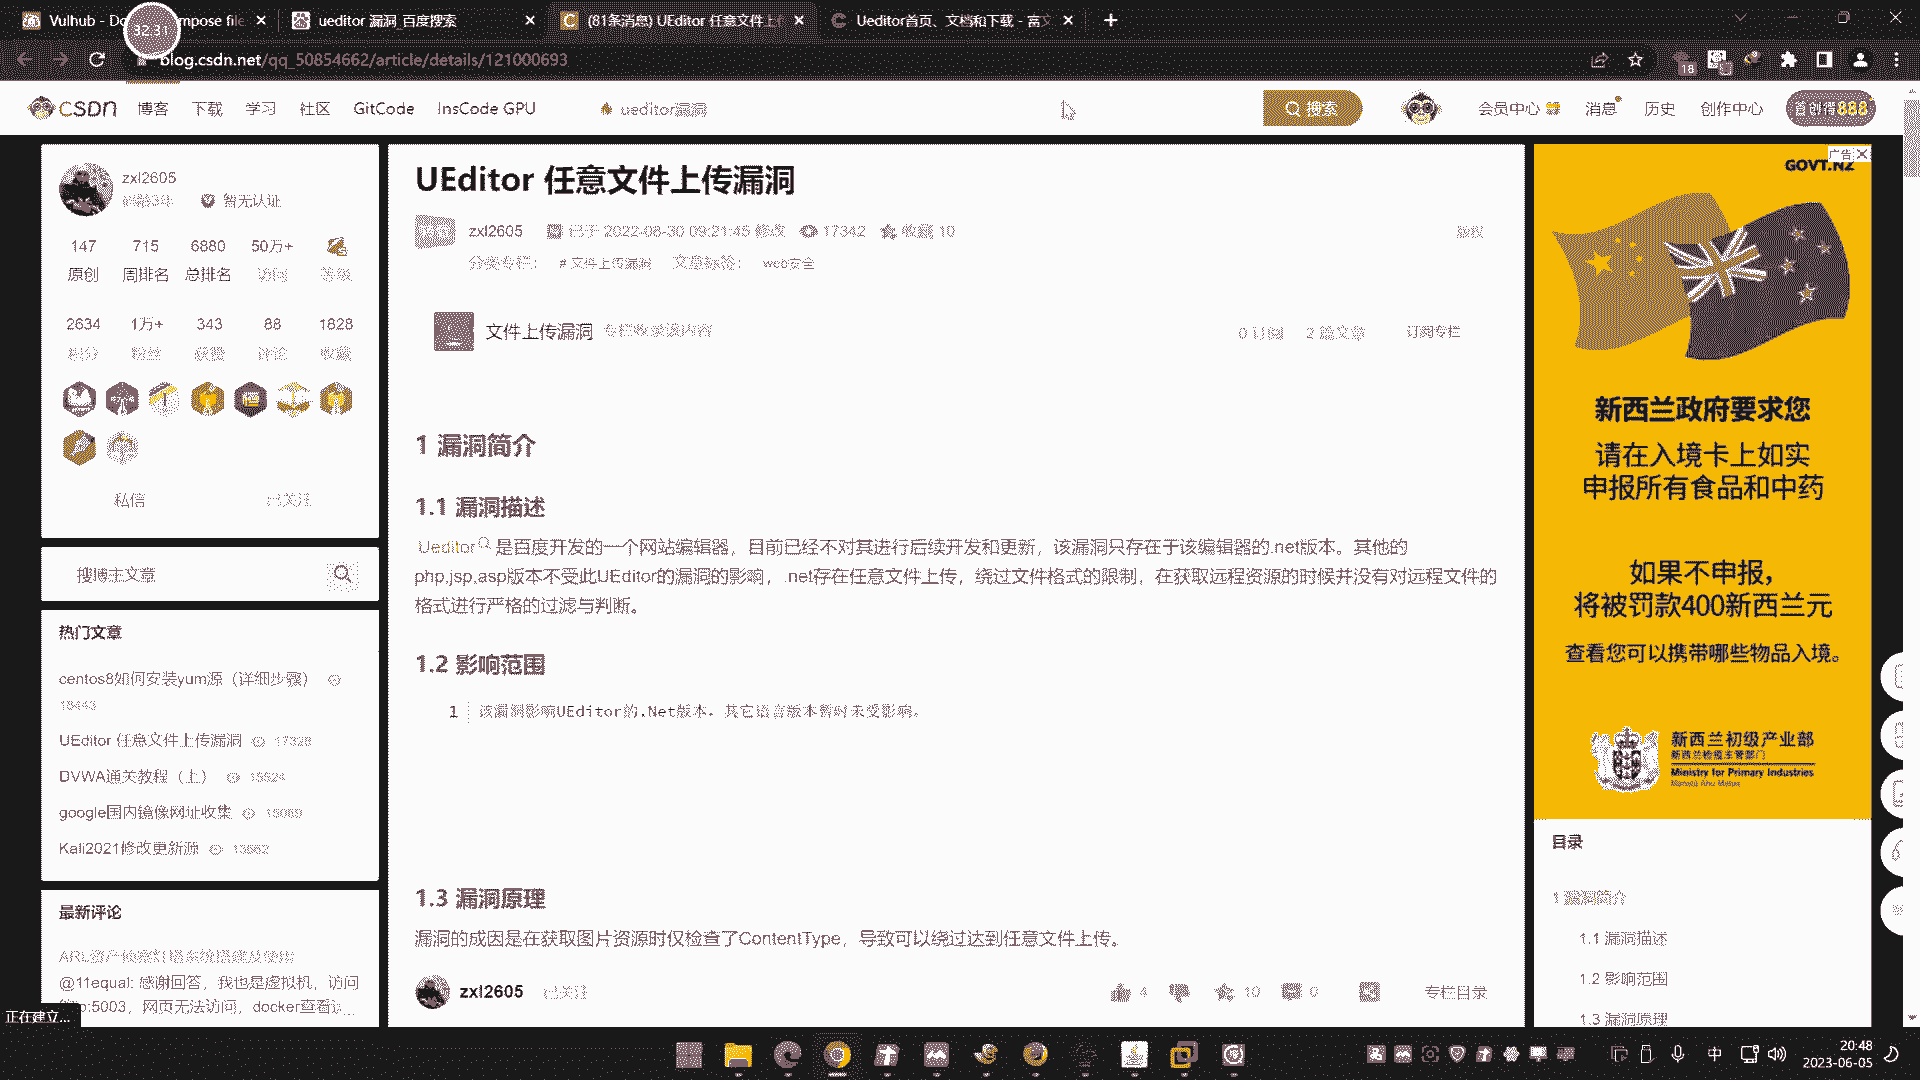 Vulhub - Do
mpose file
ueditor 漏洞_百度搜索
(81条消息) UEditor 任意文件上传
Ueditor首页、文档和下载 - 富文
32:31
blog.csdn.net/qq_50854662/article/details/121000693
18
CSDN 博客 下载 学习 社区 GitCode InsCode GPU ueditor漏洞 搜索 会员中心 消息 历史 创作中心 首创得888
zxl2605
暂无认证
147 715 6880 50万+
原创 周排名 总排名 访问 等级
2634 1万+ 343 88 1828
积分 粉丝 获赞 评论 收藏
私信 已关注
搜博主文章
热门文章
centos8如何安装yum源（详细步骤）
18443
UEditor 任意文件上传漏洞 17328
DVWA通关教程（上） 15524
google国内镜像网址收集 15069
Kali2021修改更新源 13862
最新评论
ARL资产侦察灯塔系统搭建及使用
@11equal: 感谢回答，我也是虚拟机，访问
p:5003，网页无法访问，docker查看
正在建立...
UEditor 任意文件上传漏洞
zxl2605 已于 2022-08-30 09:21:45 修改 17342 收藏 10
版权
分类专栏： # 文件上传漏洞 文章标签： web安全
文件上传漏洞 专栏收录该内容
0 订阅 2 篇文章 订阅专栏
1 漏洞简介
1.1 漏洞描述
Ueditor 是百度开发的一个网站编辑器，目前已经不对其进行后续开发和更新，该漏洞只存在于该编辑器的.net版本。其他的
php,jsp,asp版本不受此UEditor的漏洞的影响，.net存在任意文件上传，绕过文件格式的限制，在获取远程资源的时候并没有对远程文件的
格式进行严格的过滤与判断。
1.2 影响范围
1 该漏洞影响UEditor的.Net版本，其它语言版本暂时未受影响。
1.3 漏洞原理
漏洞的成因是在获取图片资源时仅检查了ContentType，导致可以绕过达到任意文件上传。
zxl2605 已关注
4 10 0 专栏目录
广告
GOVT.NZ
新西兰政府要求您
请在入境卡上如实
申报所有食品和中药
如果不申报，
将被罚款400新西兰元
查看您可以携带哪些物品入境。
新西兰初级产业部
新西兰检疫主管部门
Ministry for Primary Industries
Manatū Ahu Matua
目录
1 漏洞简介
1.1 漏洞描述
1.2 影响范围
1.3 漏洞原理
中
20:48
2023-06-05